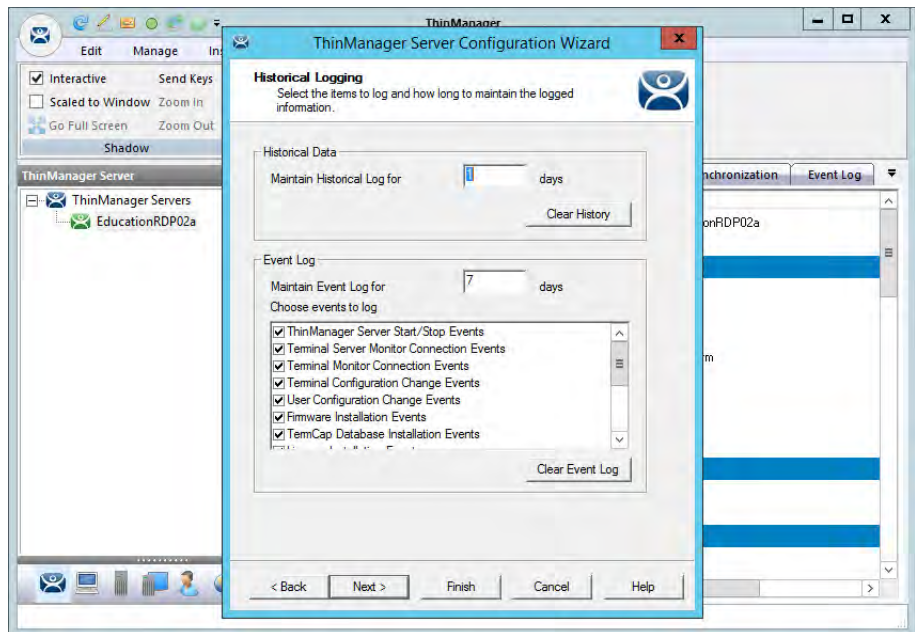 ThinManager
Edit Manage In
Interactive Send Keys
Scaled to Window Zoom In
Go Full Screen Zoom Out
Shadow
ThinManager Server
ThinManager Servers
EducationRDP02a
ThinManager Server Configuration Wizard
Historical Logging
Select the items to log and how long to maintain the logged
information.
Historical Data
Maintain Historical Log for 1 days
Clear History
Event Log
Maintain Event Log for 7 days
Choose events to log
ThinManager Server Start/Stop Events
Terminal Server Monitor Connection Events
Terminal Monitor Connection Events
Terminal Configuration Change Events
User Configuration Change Events
Firmware Installation Events
TermCap Database Installation Events
Clear Event Log
< Back Next > Finish Cancel Help
nchronization Event Log
onRDP02a
rm